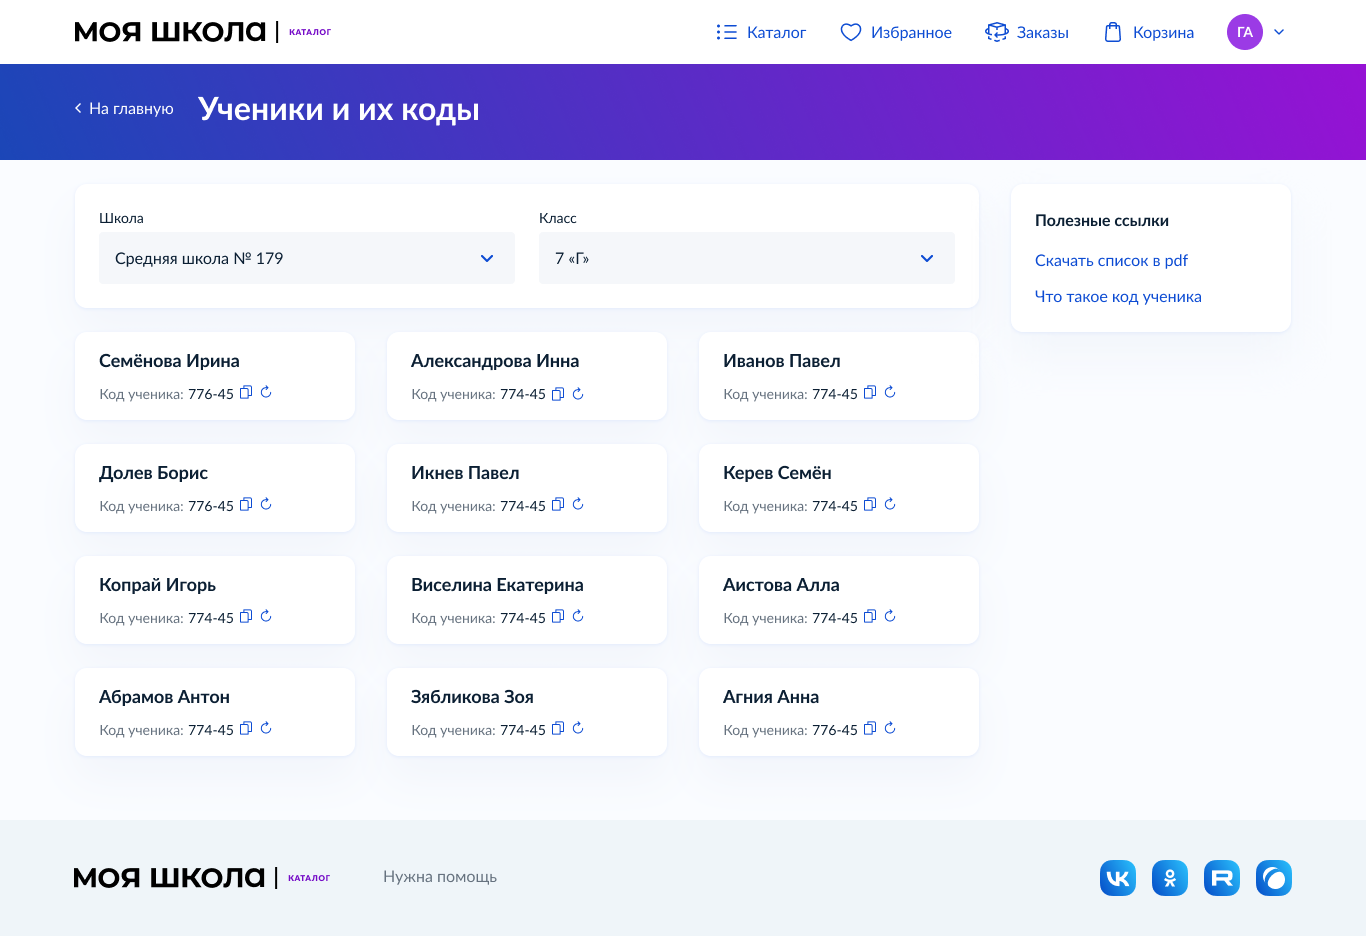 МОЯ ШКОЛА | КАТАЛОГ
Каталог
Избранное
Заказы
Корзина
ГА
На главную
Ученики и их коды
Школа
Класс
Средняя школа № 179
7 «Г»
Полезные ссылки
Скачать список в pdf
Что такое код ученика
Семёнова Ирина
Код ученика: 776-45
Александрова Инна
Код ученика: 774-45
Иванов Павел
Код ученика: 774-45
Долев Борис
Код ученика: 776-45
Икнев Павел
Код ученика: 774-45
Керев Семён
Код ученика: 774-45
Копрай Игорь
Код ученика: 774-45
Виселина Екатерина
Код ученика: 774-45
Аистова Алла
Код ученика: 774-45
Абрамов Антон
Код ученика: 774-45
Зябликова Зоя
Код ученика: 774-45
Агния Анна
Код ученика: 776-45
МОЯ ШКОЛА | КАТАЛОГ
Нужна помощь